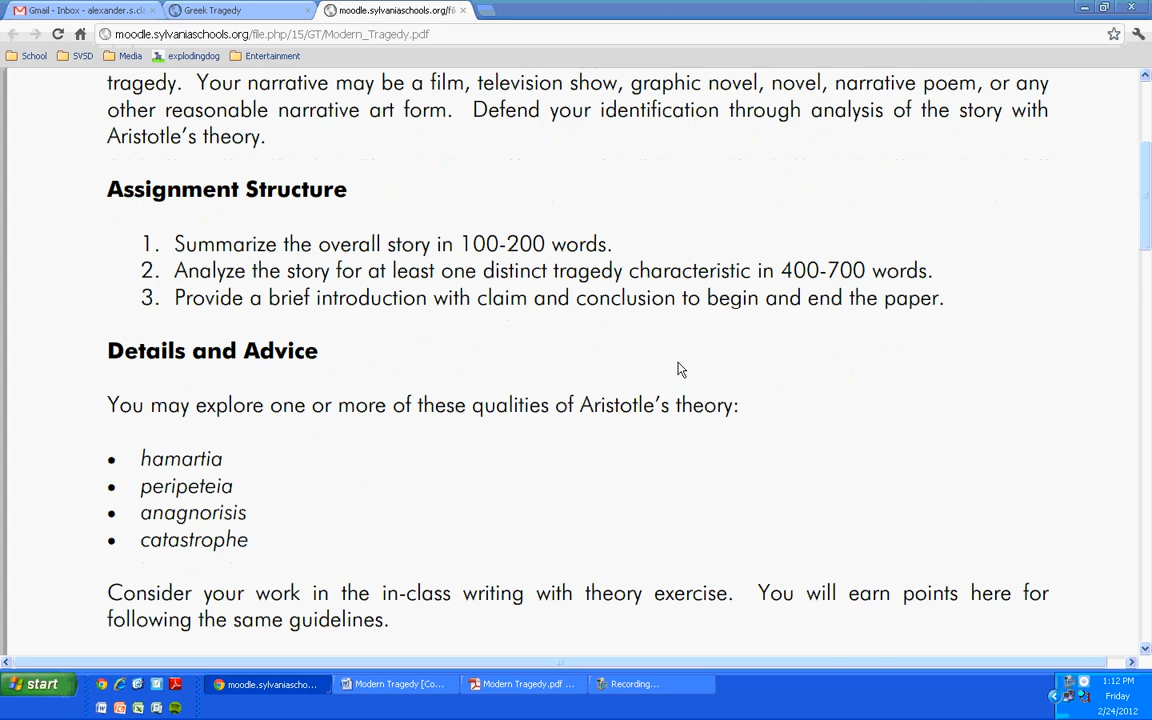 Gmail - Inbox - alexander.s.cla
Greek Tragedy
moodle.sylvaniaschools.org/fil
moodle.sylvaniaschools.org/file.php/15/GT/Modern_Tragedy.pdf
School SVSD Media explodingdog Entertainment
tragedy. Your narrative may be a film, television show, graphic novel, novel, narrative poem, or any
other reasonable narrative art form. Defend your identification through analysis of the story with
Aristotle's theory.
Assignment Structure
1. Summarize the overall story in 100-200 words.
2. Analyze the story for at least one distinct tragedy characteristic in 400-700 words.
3. Provide a brief introduction with claim and conclusion to begin and end the paper.
Details and Advice
You may explore one or more of these qualities of Aristotle's theory:
• hamartia
• peripeteia
• anagnorisis
• catastrophe
Consider your work in the in-class writing with theory exercise. You will earn points here for
following the same guidelines.
start
moodle.sylvaniascho...
Modern Tragedy [Co...
Modern Tragedy.pdf ...
Recording...
1:12 PM
Friday
2/24/2012